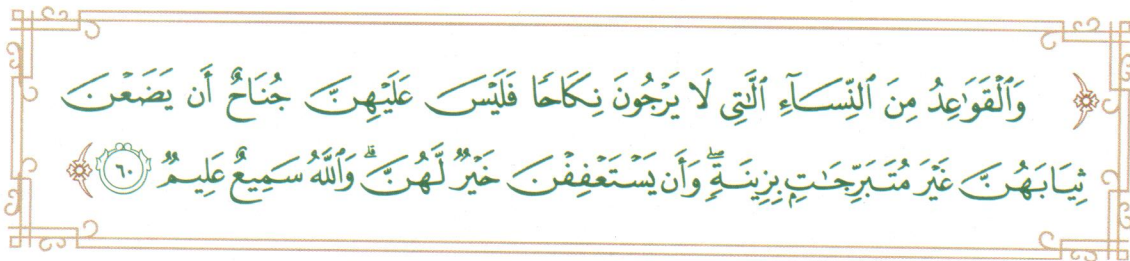 وَٱلْقَوَٰعِدُ مِنَ ٱلنِّسَآءِ ٱلَّٰتِى لَا يَرْجُونَ نِكَاحًا فَلَيْسَ عَلَيْهِنَّ جُنَاحٌ أَن يَضَعْنَ
ثِيَابَهُنَّ غَيْرَ مُتَبَرِّجَٰتٍۭ بِزِينَةٍۖ وَأَن يَسْتَعْفِفْنَ خَيْرٌ لَّهُنَّۗ وَٱللَّهُ سَمِيعٌ عَلِيمٌ ٦٠